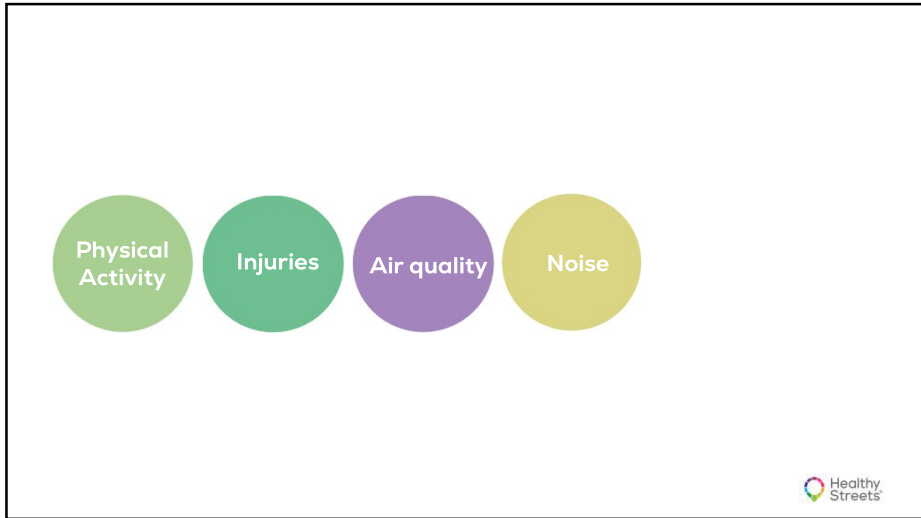 Physical
Activity
Injuries
Air quality
Noise
Healthy
Streets®